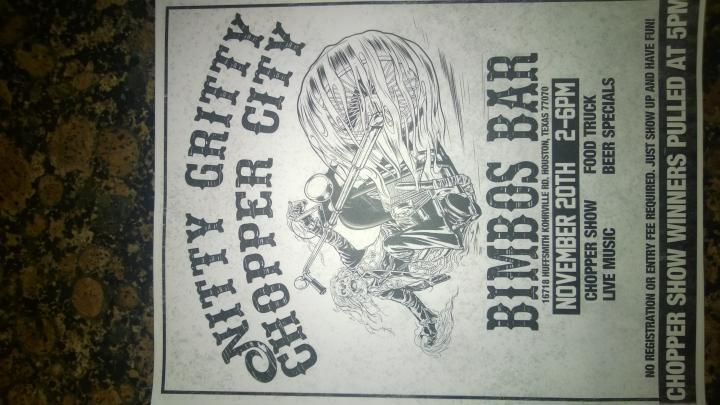 NITTY GRITTY
CHOPPER CITY
BIMBOS BAR
16718 HUFFSMITH KOHRVILLE RD. HOUSTON, TEXAS 77070
NOVEMBER 20TH 2-6PM
CHOPPER SHOW FOOD TRUCK
LIVE MUSIC BEER SPECIALS
NO REGISTRATION OR ENTRY FEE REQUIRED. JUST SHOW UP AND HAVE FUN!
CHOPPER SHOW WINNERS PULLED AT 5PM